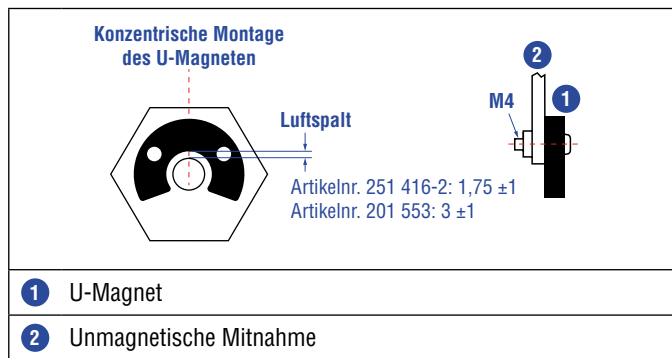 Konzentrische Montage
des U-Magneten
Luftspalt
Artikelnr. 251 416-2: 1,75 ±1
Artikelnr. 201 553: 3 ±1
2
1
M4
1 U-Magnet
2 Unmagnetische Mitnahme